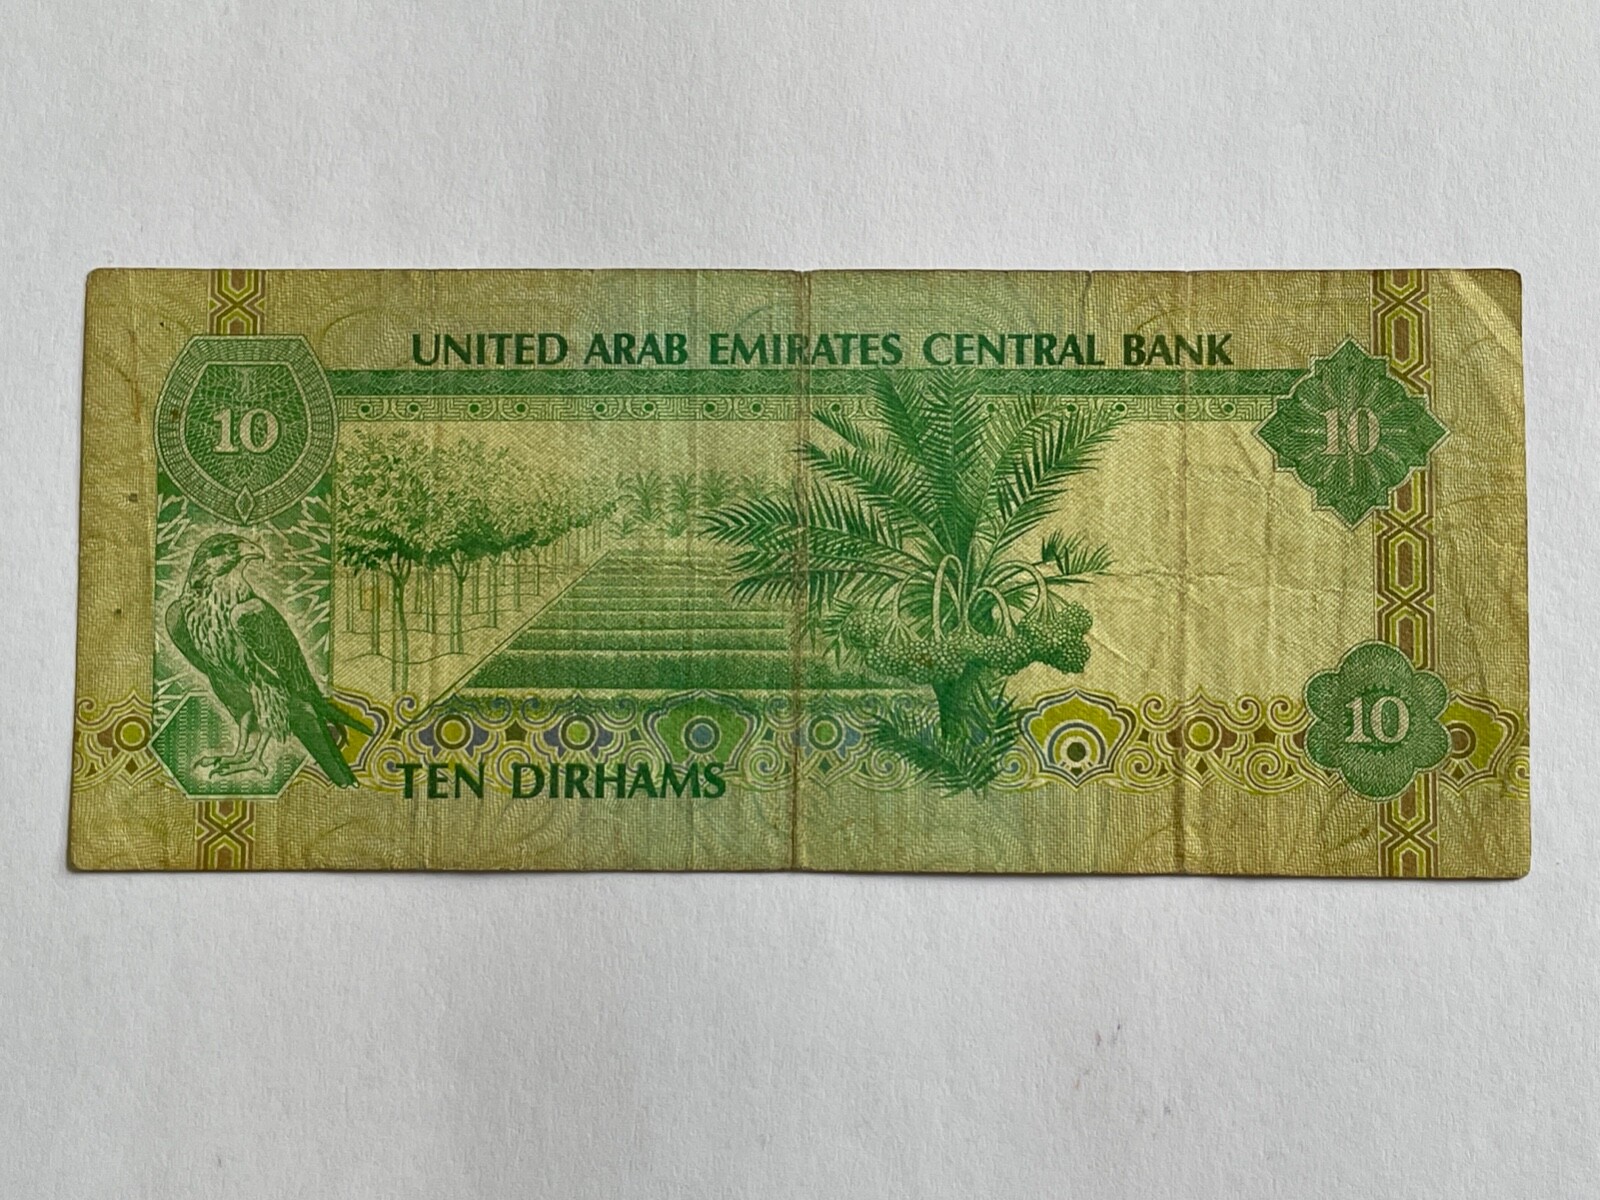 UNITED ARAB EMIRATES CENTRAL BANK
10
10
10
TEN DIRHAMS